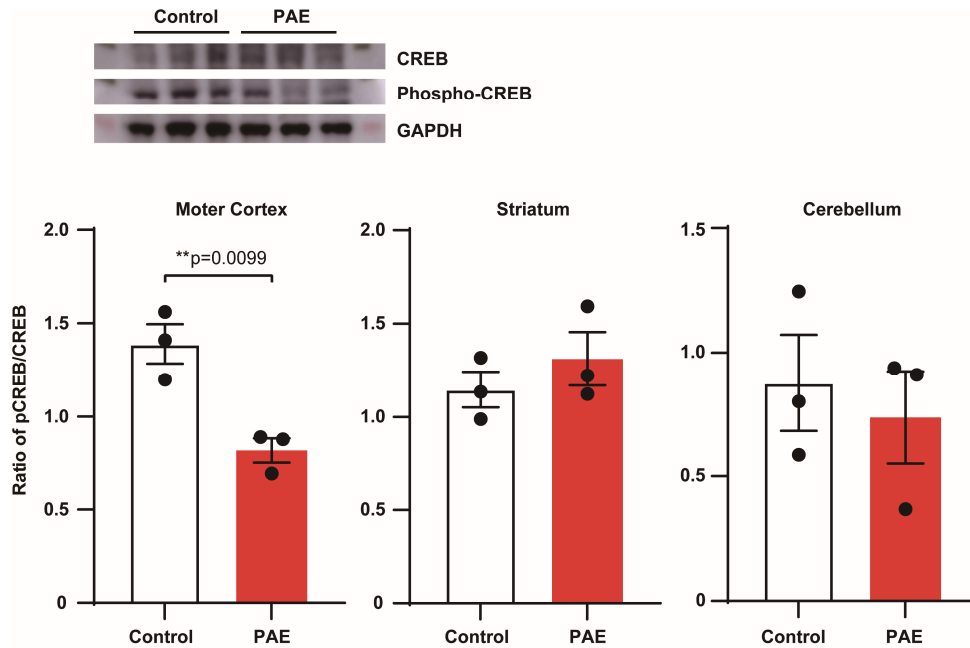 Control PAE
CREB
Phospho-CREB
GAPDH
Moter Cortex
Striatum
Cerebellum
Ratio of pCREB/CREB
2.0
1.5
1.0
0.5
0
**p=0.0099
Control PAE
2.0
1.5
1.0
0.5
0
Control PAE
1.5
1.0
0.5
0
Control PAE